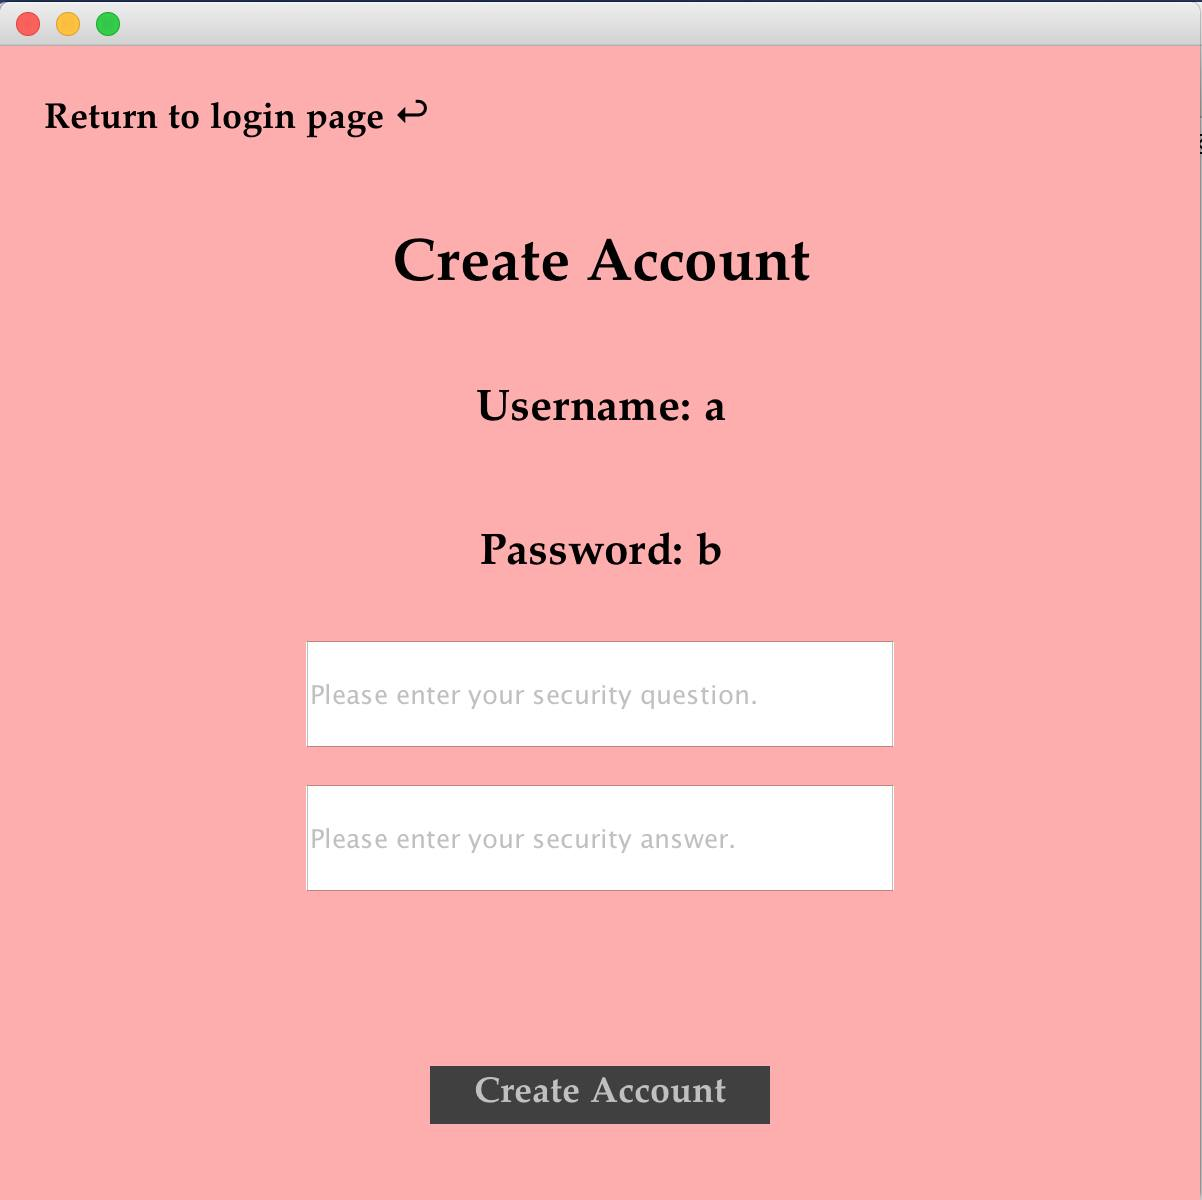 Return to login page ↩
Create Account
Username: a
Password: b
Please enter your security question.
Please enter your security answer.
Create Account